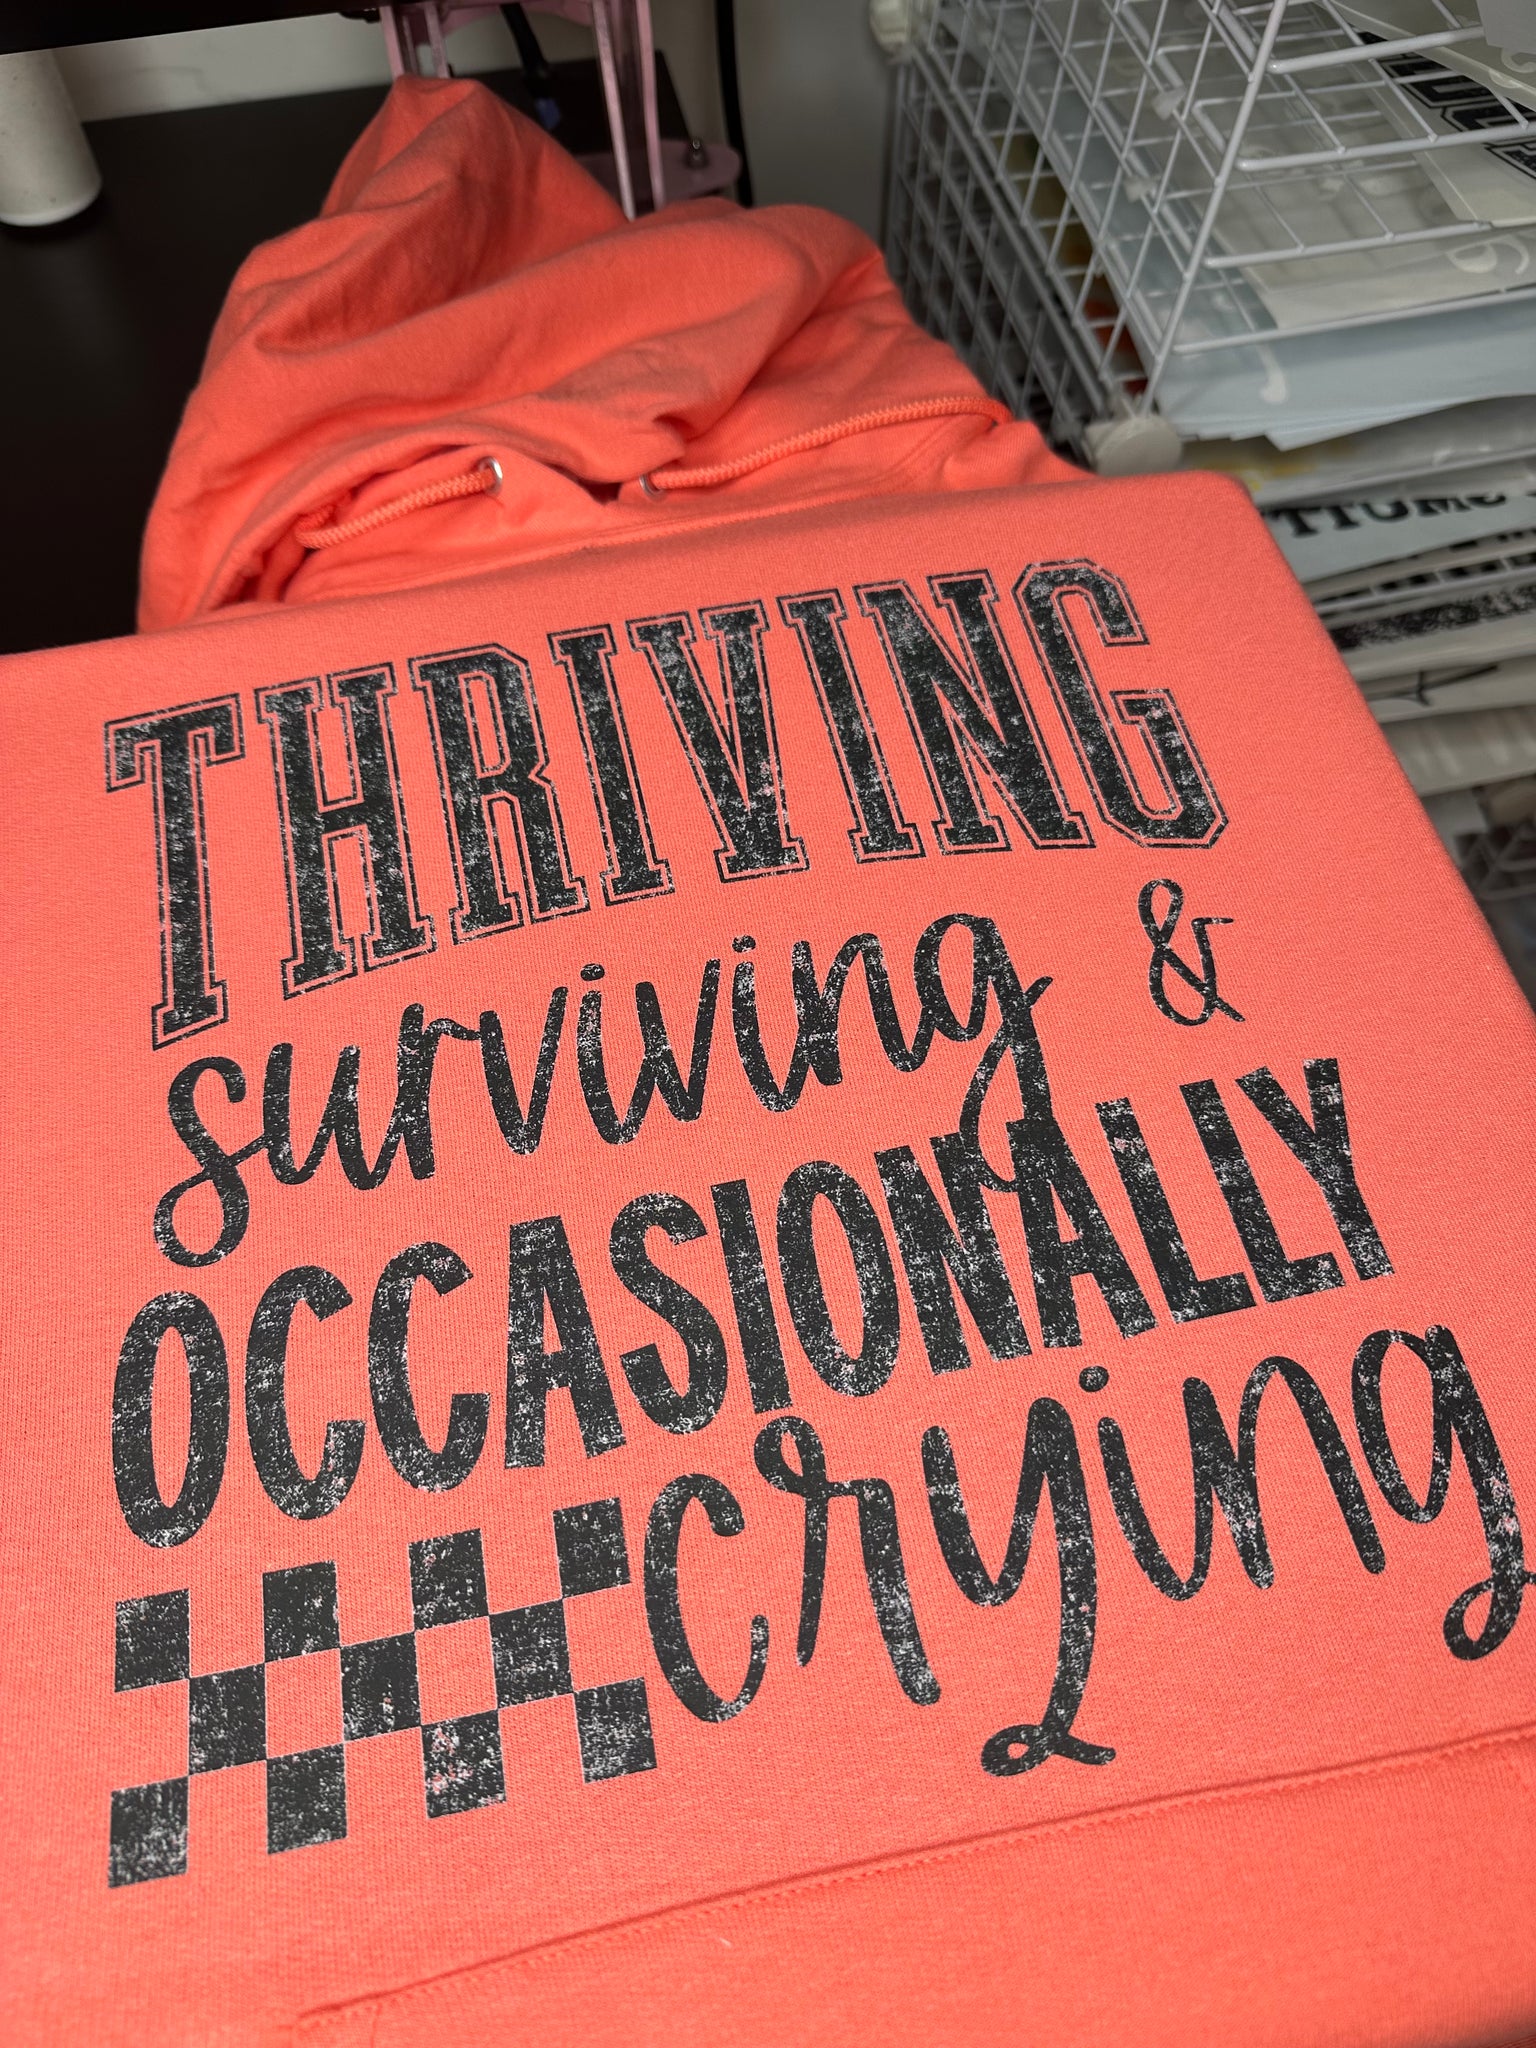 THRIVING
surviving &
OCCASIONALLY
crying